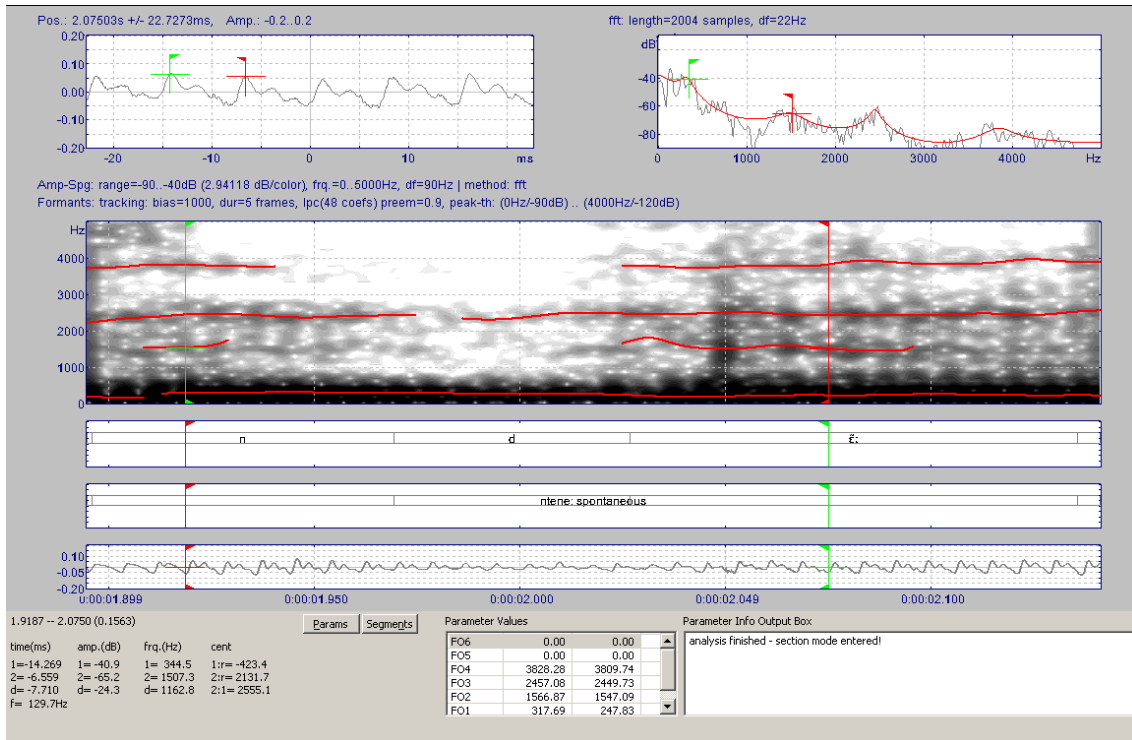 Pos.: 2.07503s +/- 22.7273ms,   Amp.: -0.2..0.2
fft: length=2004 samples, df=22Hz
0.20
0.10
0.00
-0.10
-0.20
-20 -10 0 10 ms
dB
-40
-60
-80
0 1000 2000 3000 4000 Hz
Amp-Spg: range=-90..-40dB (2.94118 dB/color), frq.=0..5000Hz, df=90Hz | method: fft
Formants: tracking: bias=1000, dur=5 frames, lpc(48 coefs) preem=0.9, peak-th: (0Hz/-90dB) .. (4000Hz/-120dB)
Hz
4000
3000
2000
1000
0
n d ɛ̃:
ntene: spontaneous
0.10
-0.05
-0.20
0:00:01.899 0:00:01.950 0:00:02.000 0:00:02.049 0:00:02.100
1.9187 -- 2.0750 (0.1563)
Params Segments
time(ms) amp.(dB) frq.(Hz) cent
1=-14.269 1= -40.9 1= 344.5 1:r= -423.4
2= -6.559 2= -65.2 2= 1507.3 2:r= 2131.7
d= -7.710 d= -24.3 d= 1162.8 2:1= 2555.1
f= 129.7Hz
Parameter Values
FO6 0.00 0.00
FO5 0.00 0.00
FO4 3828.28 3809.74
FO3 2457.08 2449.73
FO2 1566.87 1547.09
FO1 317.69 247.83
Parameter Info Output Box
analysis finished - section mode entered!